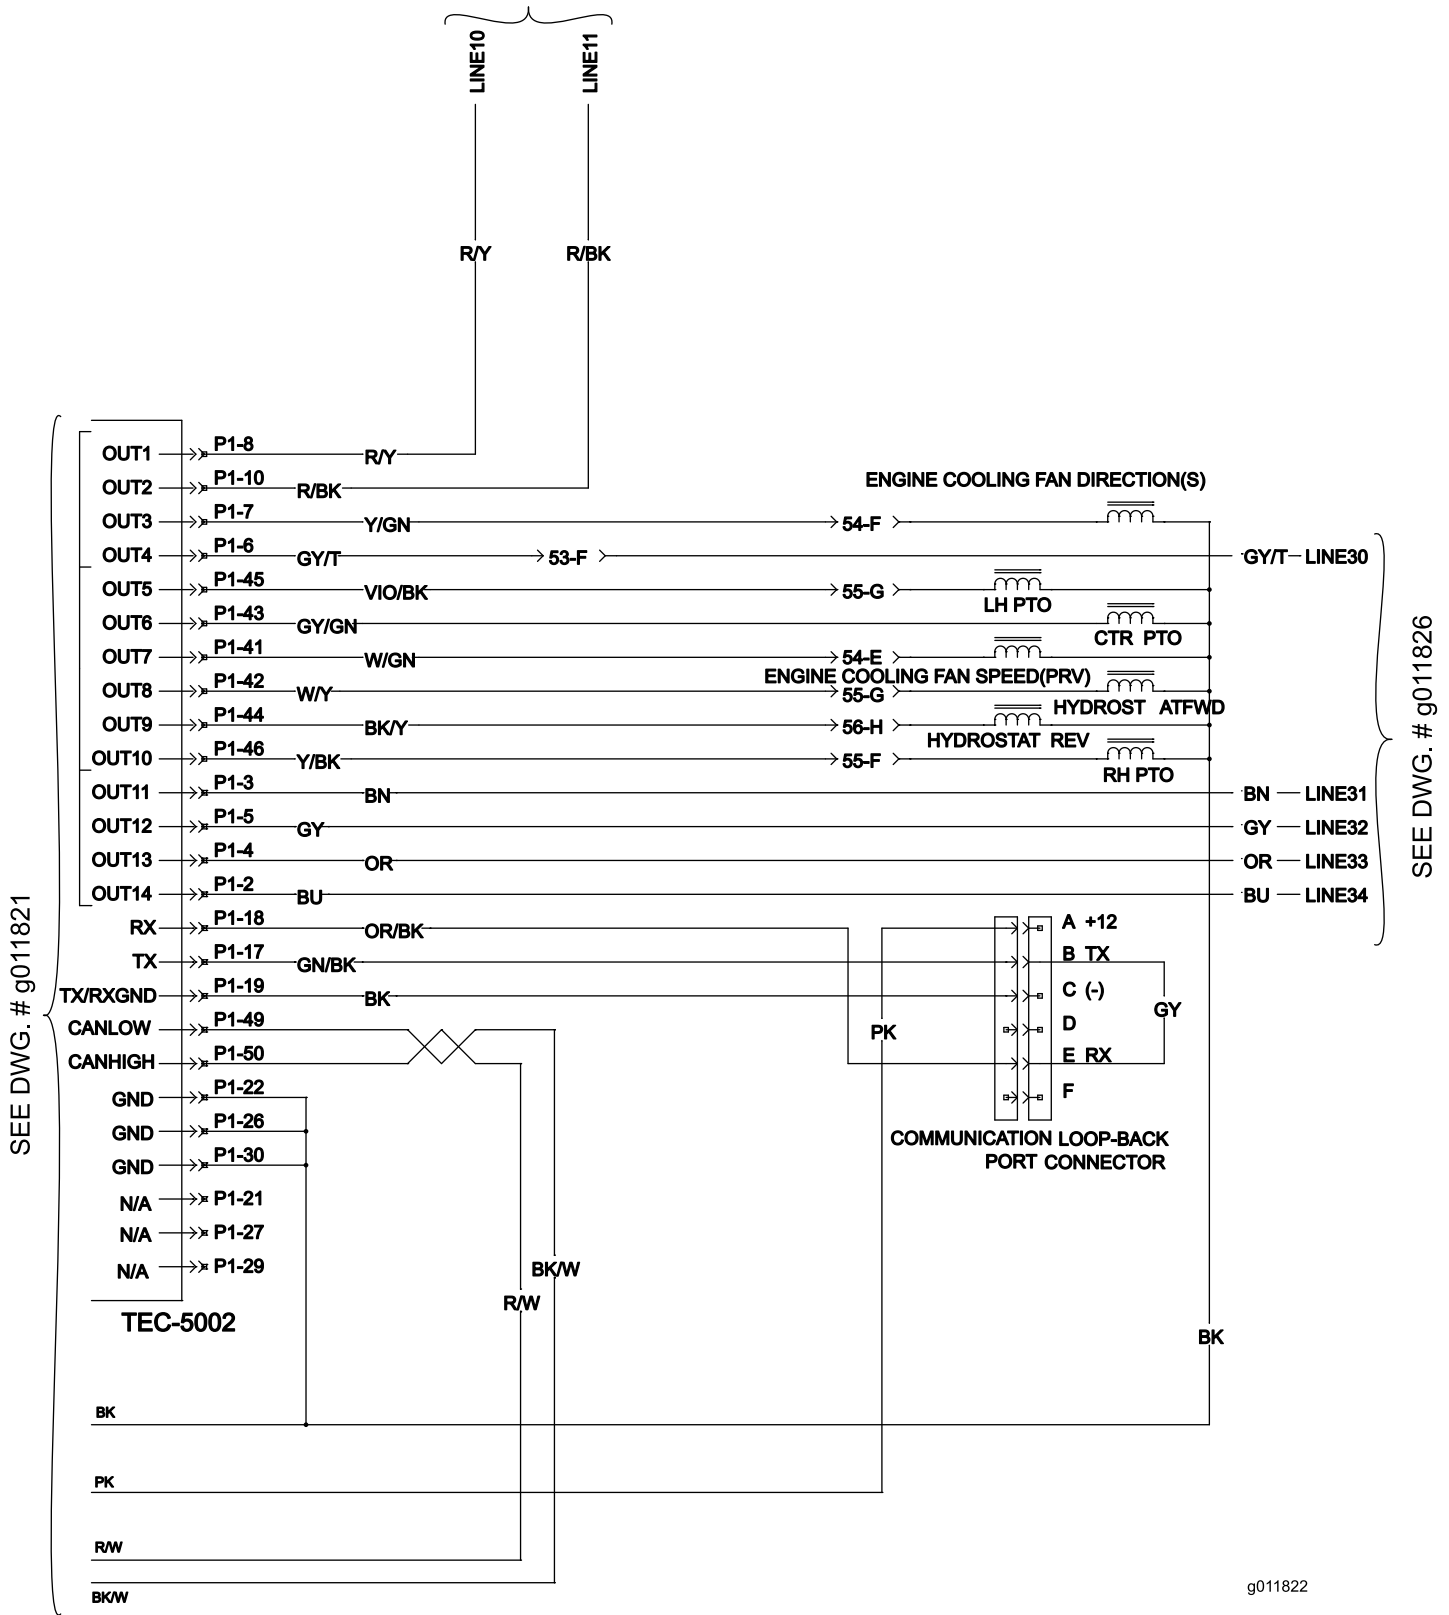 LINE10
LINE11
R/Y
R/BK
OUT1 P1-8 R/Y
OUT2 P1-10 R/BK
ENGINE COOLING FAN DIRECTION(S)
OUT3 P1-7 Y/GN 54-F
OUT4 P1-6 GY/T 53-F GY/T LINE30
OUT5 P1-45 VIO/BK 55-G
LH PTO
OUT6 P1-43 GY/GN
CTR PTO
OUT7 P1-41 W/GN 54-E
ENGINE COOLING FAN SPEED(PRV)
OUT8 P1-42 W/Y 55-G
HYDROST ATFWD
OUT9 P1-44 BK/Y 56-H
HYDROSTAT REV
OUT10 P1-46 Y/BK 55-F
RH PTO
OUT11 P1-3 BN BN LINE31
OUT12 P1-5 GY GY LINE32
OUT13 P1-4 OR OR LINE33
OUT14 P1-2 BU BU LINE34
RX P1-18 OR/BK A +12
TX P1-17 GN/BK B TX
TX/RXGND P1-19 BK C (-)
GY
CANLOW P1-49 PK D
CANHIGH P1-50 E RX
GND P1-22 F
GND P1-26
COMMUNICATION LOOP-BACK
PORT CONNECTOR
GND P1-30
N/A P1-21
N/A P1-27
N/A P1-29
BK/W
R/W
TEC-5002
BK
BK
PK
R/W
BK/W
SEE DWG. # g011821
SEE DWG. # g011826
g011822